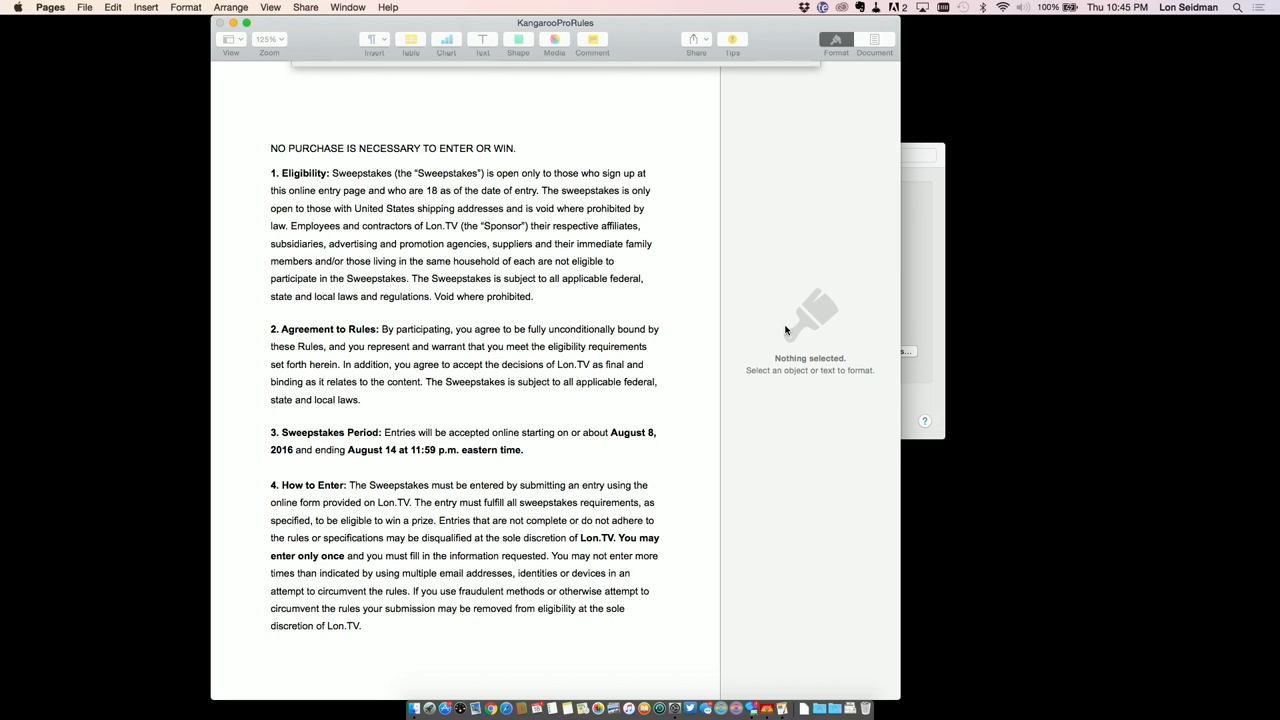 Pages File Edit Insert Format Arrange View Share Window Help 2 100% Thu 10:45 PM Lon Seidman
KangarooProRules
125%
View Zoom Insert Table Chart Text Shape Media Comment Share Tips Format Document
NO PURCHASE IS NECESSARY TO ENTER OR WIN.
1. Eligibility: Sweepstakes (the “Sweepstakes”) is open only to those who sign up at
this online entry page and who are 18 as of the date of entry. The sweepstakes is only
open to those with United States shipping addresses and is void where prohibited by
law. Employees and contractors of Lon.TV (the “Sponsor”) their respective affiliates,
subsidiaries, advertising and promotion agencies, suppliers and their immediate family
members and/or those living in the same household of each are not eligible to
participate in the Sweepstakes. The Sweepstakes is subject to all applicable federal,
state and local laws and regulations. Void where prohibited.
2. Agreement to Rules: By participating, you agree to be fully unconditionally bound by
these Rules, and you represent and warrant that you meet the eligibility requirements
set forth herein. In addition, you agree to accept the decisions of Lon.TV as final and
binding as it relates to the content. The Sweepstakes is subject to all applicable federal,
state and local laws.
3. Sweepstakes Period: Entries will be accepted online starting on or about August 8,
2016 and ending August 14 at 11:59 p.m. eastern time.
4. How to Enter: The Sweepstakes must be entered by submitting an entry using the
online form provided on Lon.TV. The entry must fulfill all sweepstakes requirements, as
specified, to be eligible to win a prize. Entries that are not complete or do not adhere to
the rules or specifications may be disqualified at the sole discretion of Lon.TV. You may
enter only once and you must fill in the information requested. You may not enter more
times than indicated by using multiple email addresses, identities or devices in an
attempt to circumvent the rules. If you use fraudulent methods or otherwise attempt to
circumvent the rules your submission may be removed from eligibility at the sole
discretion of Lon.TV.
Nothing selected.
Select an object or text to format.
s...
?